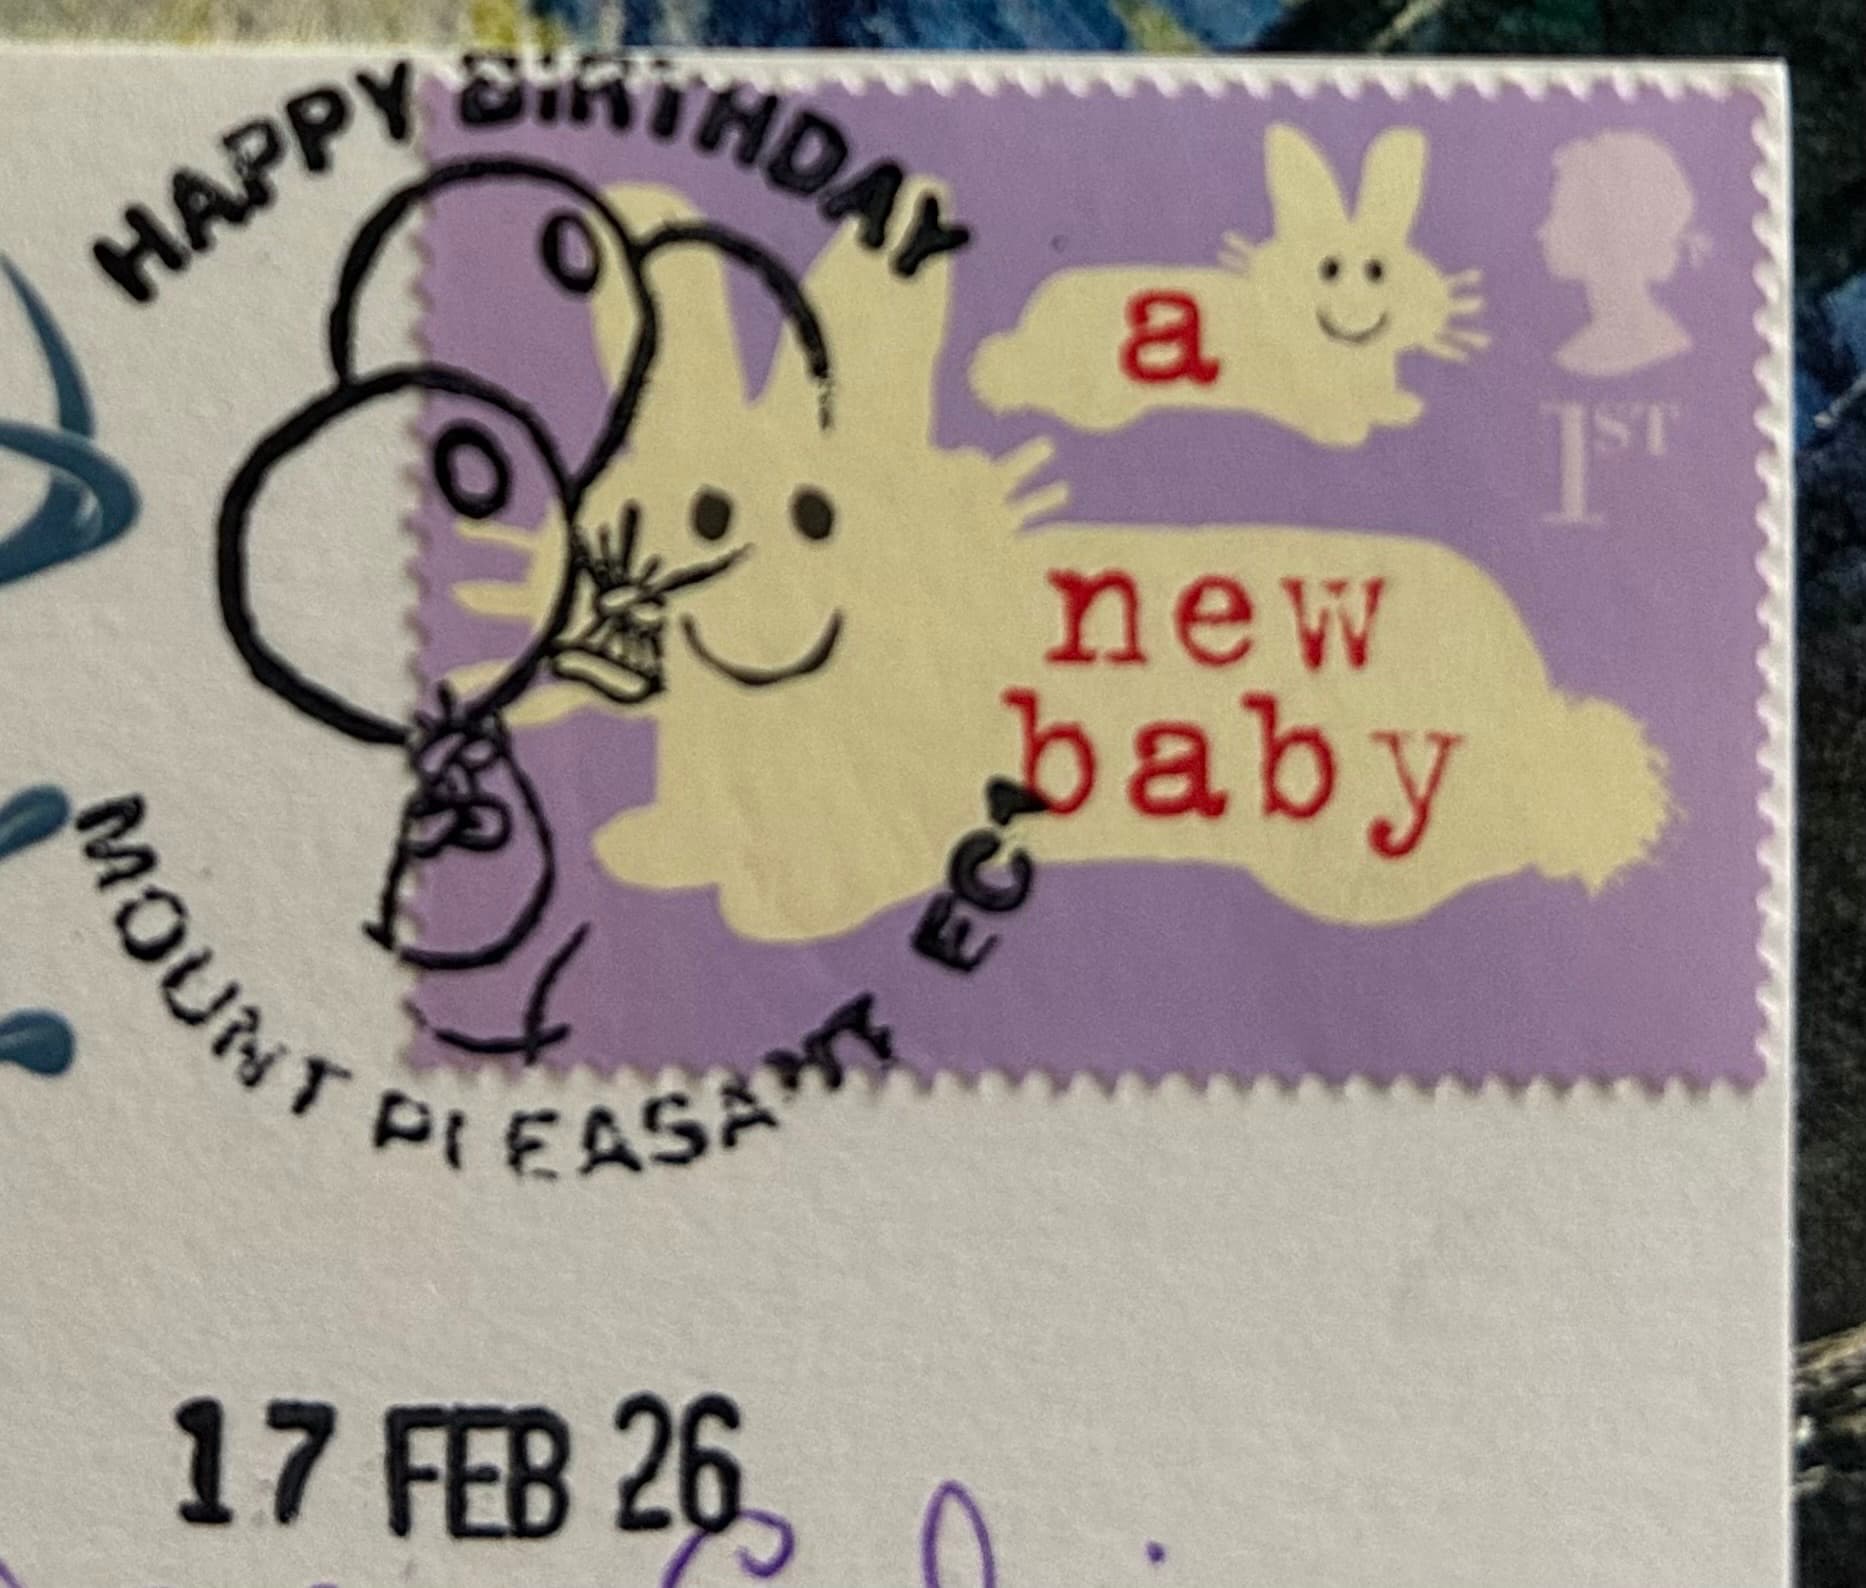 HAPPY BIRTHDAY
a
1ST
new
baby
MOUNT PLEASANT EC1
17 FEB 26